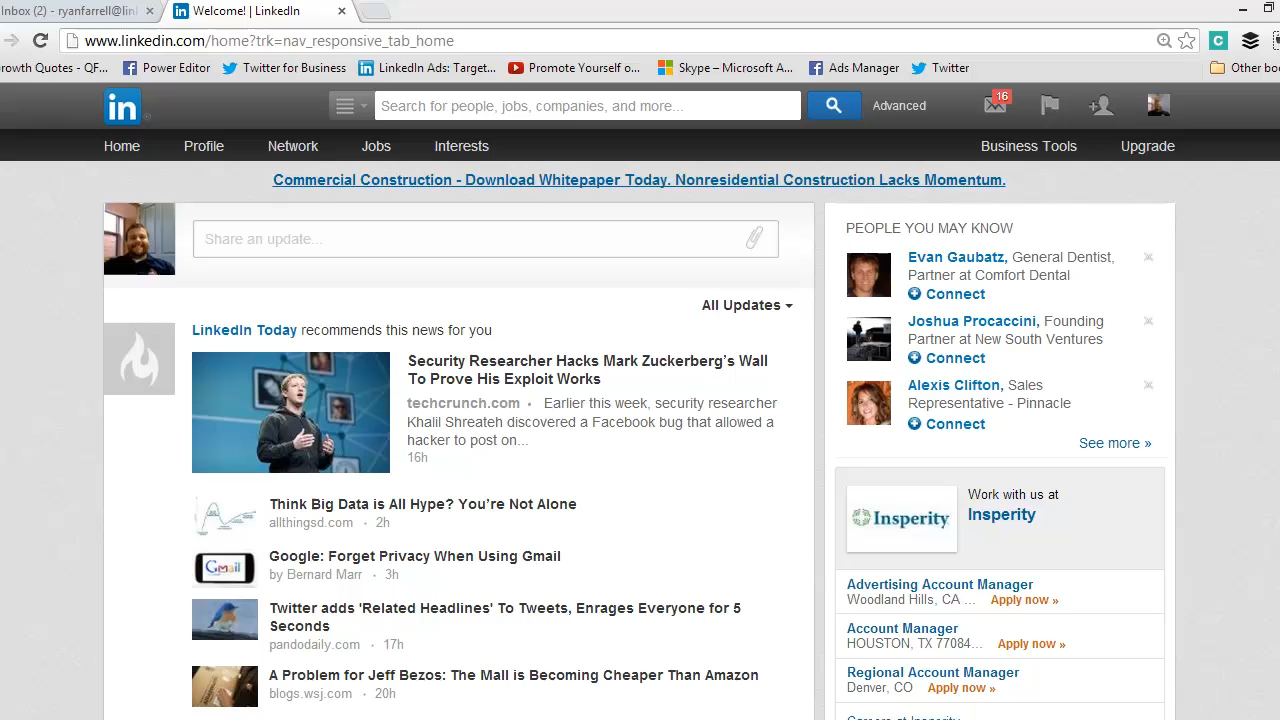 Inbox (2) - ryanfarrell@lin
Welcome! | LinkedIn
www.linkedin.com/home?trk=nav_responsive_tab_home
rowth Quotes - QF...
Power Editor
Twitter for Business
LinkedIn Ads: Target...
Promote Yourself o...
Skype – Microsoft A...
Ads Manager
Twitter
Other boo
in
Search for people, jobs, companies, and more...
Advanced
16
Home
Profile
Network
Jobs
Interests
Business Tools
Upgrade
Commercial Construction - Download Whitepaper Today. Nonresidential Construction Lacks Momentum.
Share an update...
All Updates
LinkedIn Today recommends this news for you
Security Researcher Hacks Mark Zuckerberg's Wall
To Prove His Exploit Works
techcrunch.com · Earlier this week, security researcher
Khalil Shreateh discovered a Facebook bug that allowed a
hacker to post on...
16h
Think Big Data is All Hype? You're Not Alone
allthingsd.com · 2h
Gmail
Google: Forget Privacy When Using Gmail
by Bernard Marr · 3h
Twitter adds 'Related Headlines' To Tweets, Enrages Everyone for 5
Seconds
pandodaily.com · 17h
A Problem for Jeff Bezos: The Mall is Becoming Cheaper Than Amazon
blogs.wsj.com · 20h
PEOPLE YOU MAY KNOW
Evan Gaubatz, General Dentist,
Partner at Comfort Dental
Connect
Joshua Procaccini, Founding
Partner at New South Ventures
Connect
Alexis Clifton, Sales
Representative - Pinnacle
Connect
See more »
Insperity
Work with us at
Insperity
Advertising Account Manager
Woodland Hills, CA ... Apply now »
Account Manager
HOUSTON, TX 77084... Apply now »
Regional Account Manager
Denver, CO Apply now »
Careers at Insperity